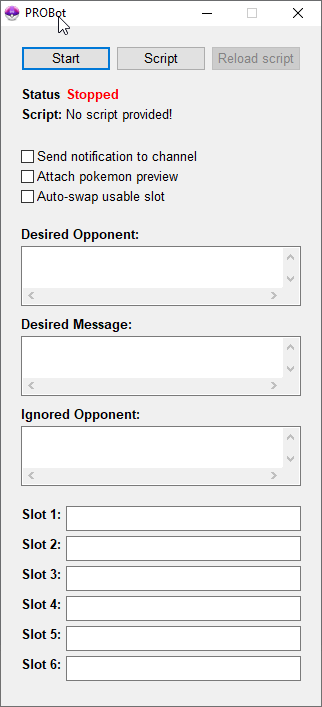 PROBot
Start Script Reload script
Status Stopped
Script: No script provided!
Send notification to channel
Attach pokemon preview
Auto-swap usable slot
Desired Opponent:
Desired Message:
Ignored Opponent:
Slot 1:
Slot 2:
Slot 3:
Slot 4:
Slot 5:
Slot 6: